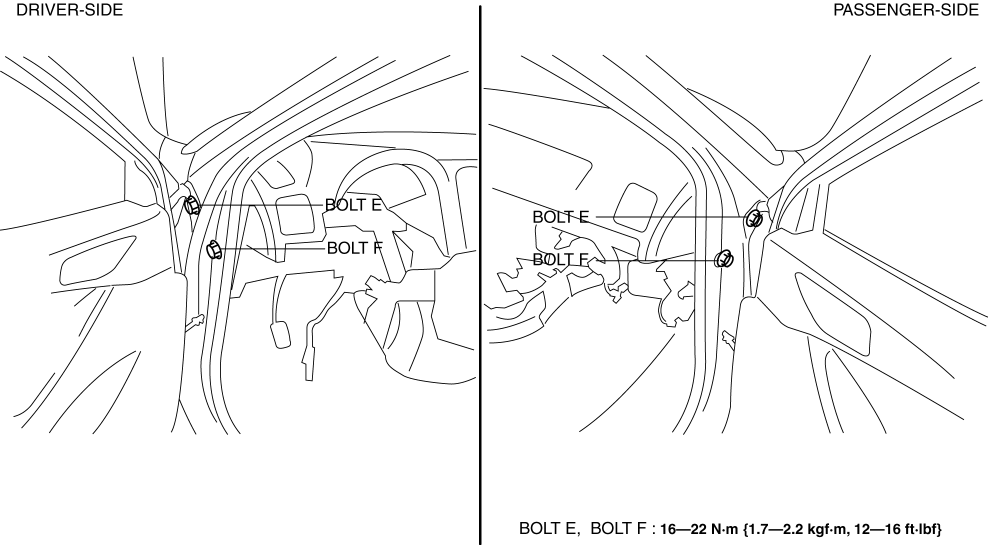 DRIVER-SIDE
PASSENGER-SIDE
BOLT E
BOLT F
BOLT E
BOLT F
BOLT E, BOLT F : 16—22 N·m {1.7—2.2 kgf·m, 12—16 ft·lbf}